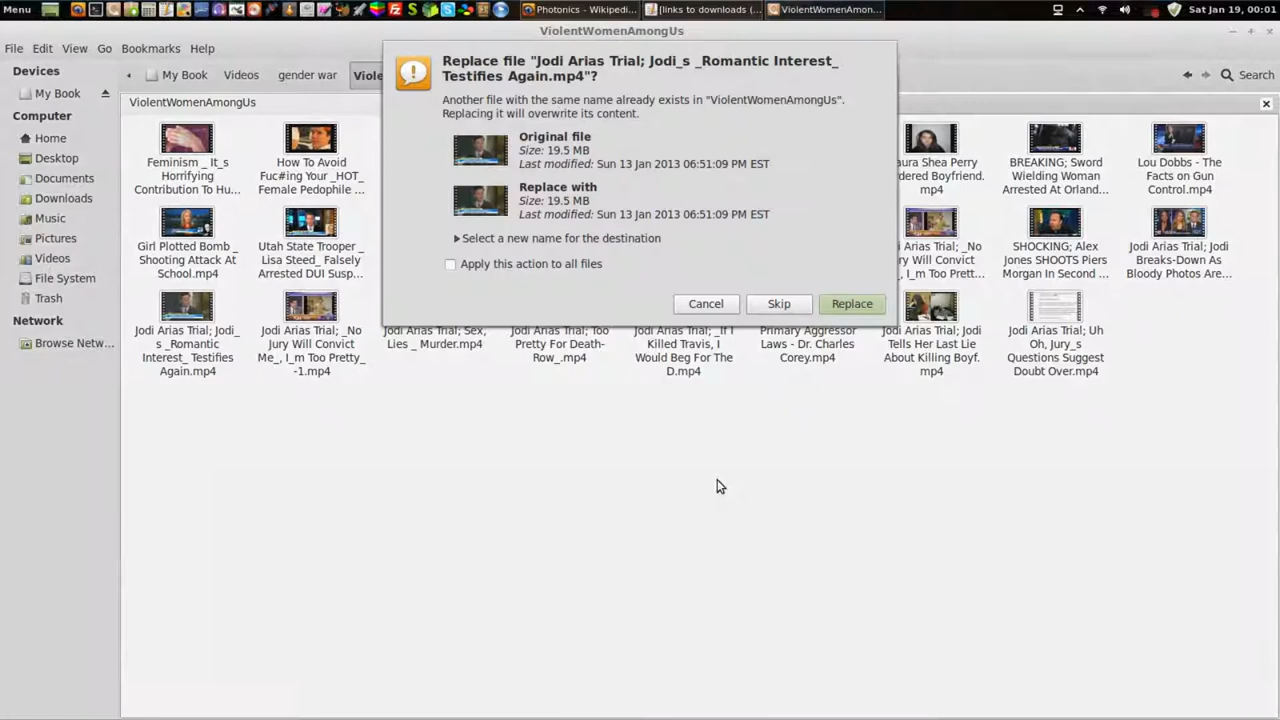 Menu
Photonics - Wikipedi...
[links to downloads (...
ViolentWomenAmon...
Sat Jan 19, 00:01
ViolentWomenAmongUs
File Edit View Go Bookmarks Help
Devices
My Book
Computer
Home
Desktop
Documents
Downloads
Music
Pictures
Videos
File System
Trash
Network
Browse Netw...
My Book
Videos
gender war
Viole
Search
ViolentWomenAmongUs
Replace file "Jodi Arias Trial; Jodi_s _Romantic Interest_
Testifies Again.mp4"?
Another file with the same name already exists in "ViolentWomenAmongUs".
Replacing it will overwrite its content.
Original file
Size: 19.5 MB
Last modified: Sun 13 Jan 2013 06:51:09 PM EST
Replace with
Size: 19.5 MB
Last modified: Sun 13 Jan 2013 06:51:09 PM EST
Select a new name for the destination
Apply this action to all files
Cancel
Skip
Replace
Feminism _ It_s
Horrifying
Contribution To Hu...
How To Avoid
Fuc#ing Your _HOT_
Female Pedophile ...
aura Shea Perry
dered Boyfriend.
mp4
BREAKING; Sword
Wielding Woman
Arrested At Orland...
Lou Dobbs - The
Facts on Gun
Control.mp4
Girl Plotted Bomb _
Shooting Attack At
School.mp4
Utah State Trooper _
Lisa Steed_ Falsely
Arrested DUI Susp...
i Arias Trial; _No
y Will Convict
, I_m Too Prett...
SHOCKING; Alex
Jones SHOOTS Piers
Morgan In Second ...
Jodi Arias Trial; Jodi
Breaks-Down As
Bloody Photos Are...
Jodi Arias Trial; Jodi_
s _Romantic
Interest_ Testifies
Again.mp4
Jodi Arias Trial; _No
Jury Will Convict
Me_, I_m Too Pretty_
-1.mp4
Jodi Arias Trial; Sex,
Lies _ Murder.mp4
Jodi Arias Trial; Too
Pretty For Death-
Row_.mp4
Jodi Arias Trial; _If I
Killed Travis, I
Would Beg For The
D.mp4
Primary Aggressor
Laws - Dr. Charles
Corey.mp4
Jodi Arias Trial; Jodi
Tells Her Last Lie
About Killing Boyf.
mp4
Jodi Arias Trial; Uh
Oh, Jury_s
Questions Suggest
Doubt Over.mp4